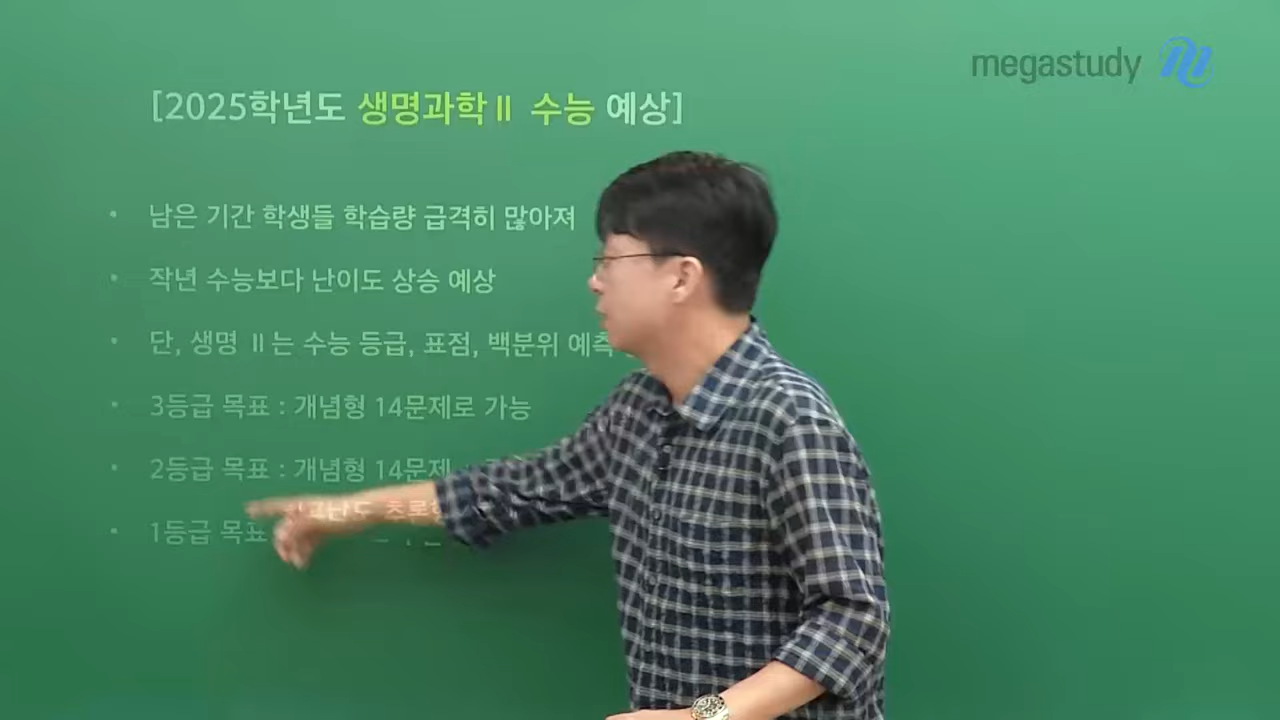 megastudy
[2025학년도 생명과학Ⅱ 수능 예상]
• 남은 기간 학생들 학습량 급격히 많아져
• 작년 수능보다 난이도 상승 예상
• 단, 생명 Ⅱ는 수능 등급, 표점, 백분위 예측
• 3등급 목표 : 개념형 14문제로 가능
• 2등급 목표 : 개념형 14문제
• 1등급 목표